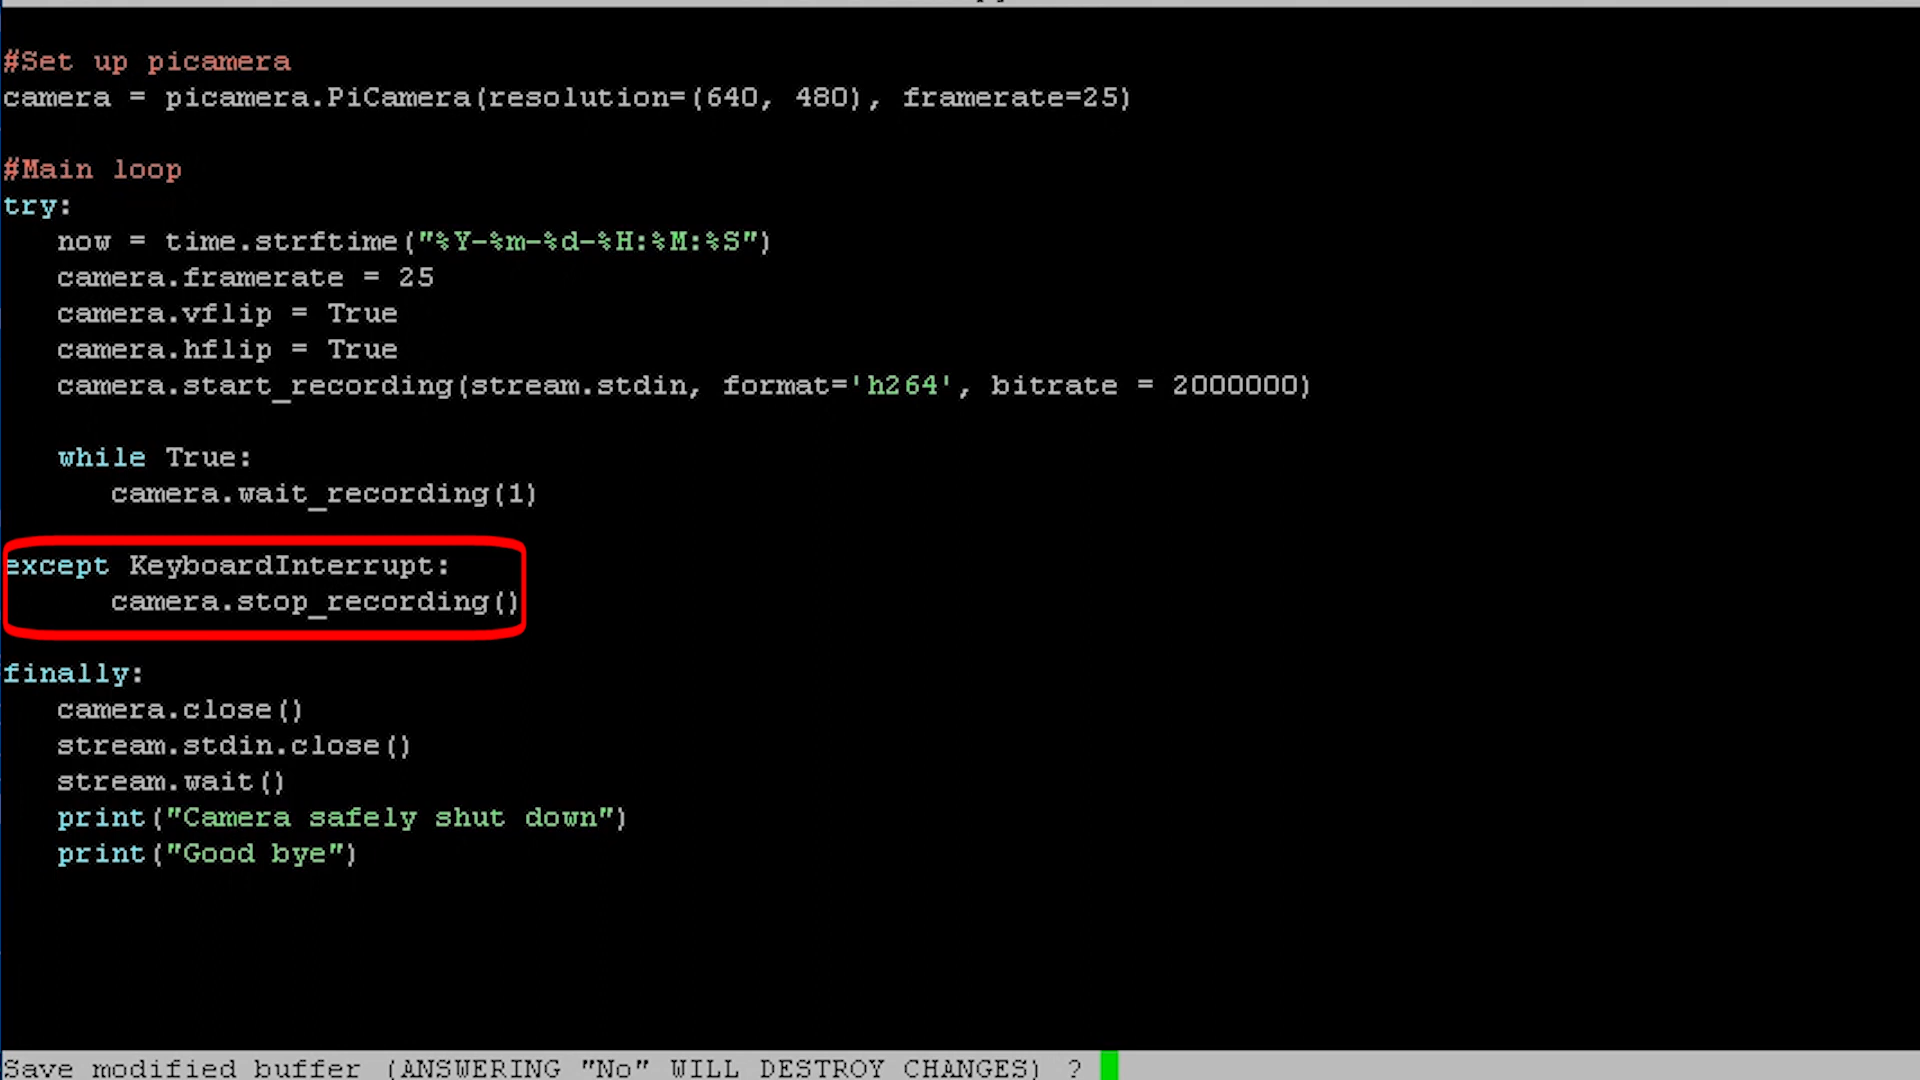 #Set up picamera
camera = picamera.PiCamera(resolution=(640, 480), framerate=25)
#Main loop
try:
   now = time.strftime("%Y-%m-%d-%H:%M:%S")
   camera.framerate = 25
   camera.vflip = True
   camera.hflip = True
   camera.start_recording(stream.stdin, format='h264', bitrate = 2000000)
   while True:
      camera.wait_recording(1)
except KeyboardInterrupt:
      camera.stop_recording()
finally:
   camera.close()
   stream.stdin.close()
   stream.wait()
   print("Camera safely shut down")
   print("Good bye")
Save modified buffer (ANSWERING "No" WILL DESTROY CHANGES) ?